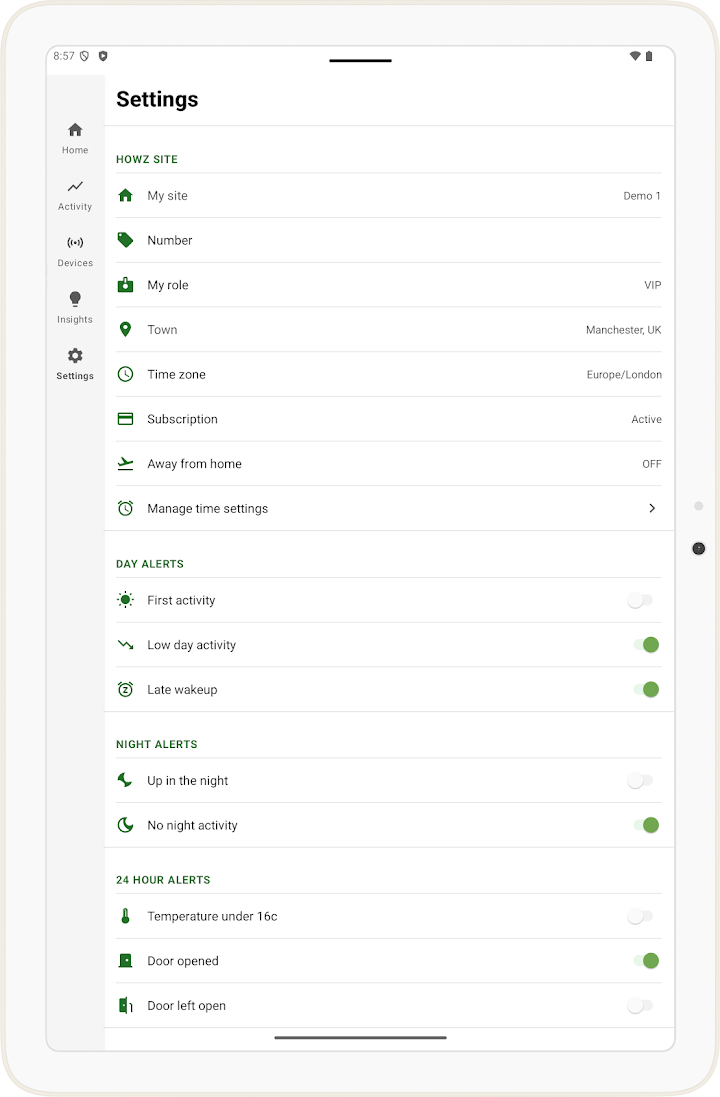 8:57
Settings
Home
Activity
Devices
Insights
Settings
HOWZ SITE
My site Demo 1
Number
My role VIP
Town Manchester, UK
Time zone Europe/London
Subscription Active
Away from home OFF
Manage time settings
DAY ALERTS
First activity
Low day activity
Late wakeup
NIGHT ALERTS
Up in the night
No night activity
24 HOUR ALERTS
Temperature under 16c
Door opened
Door left open